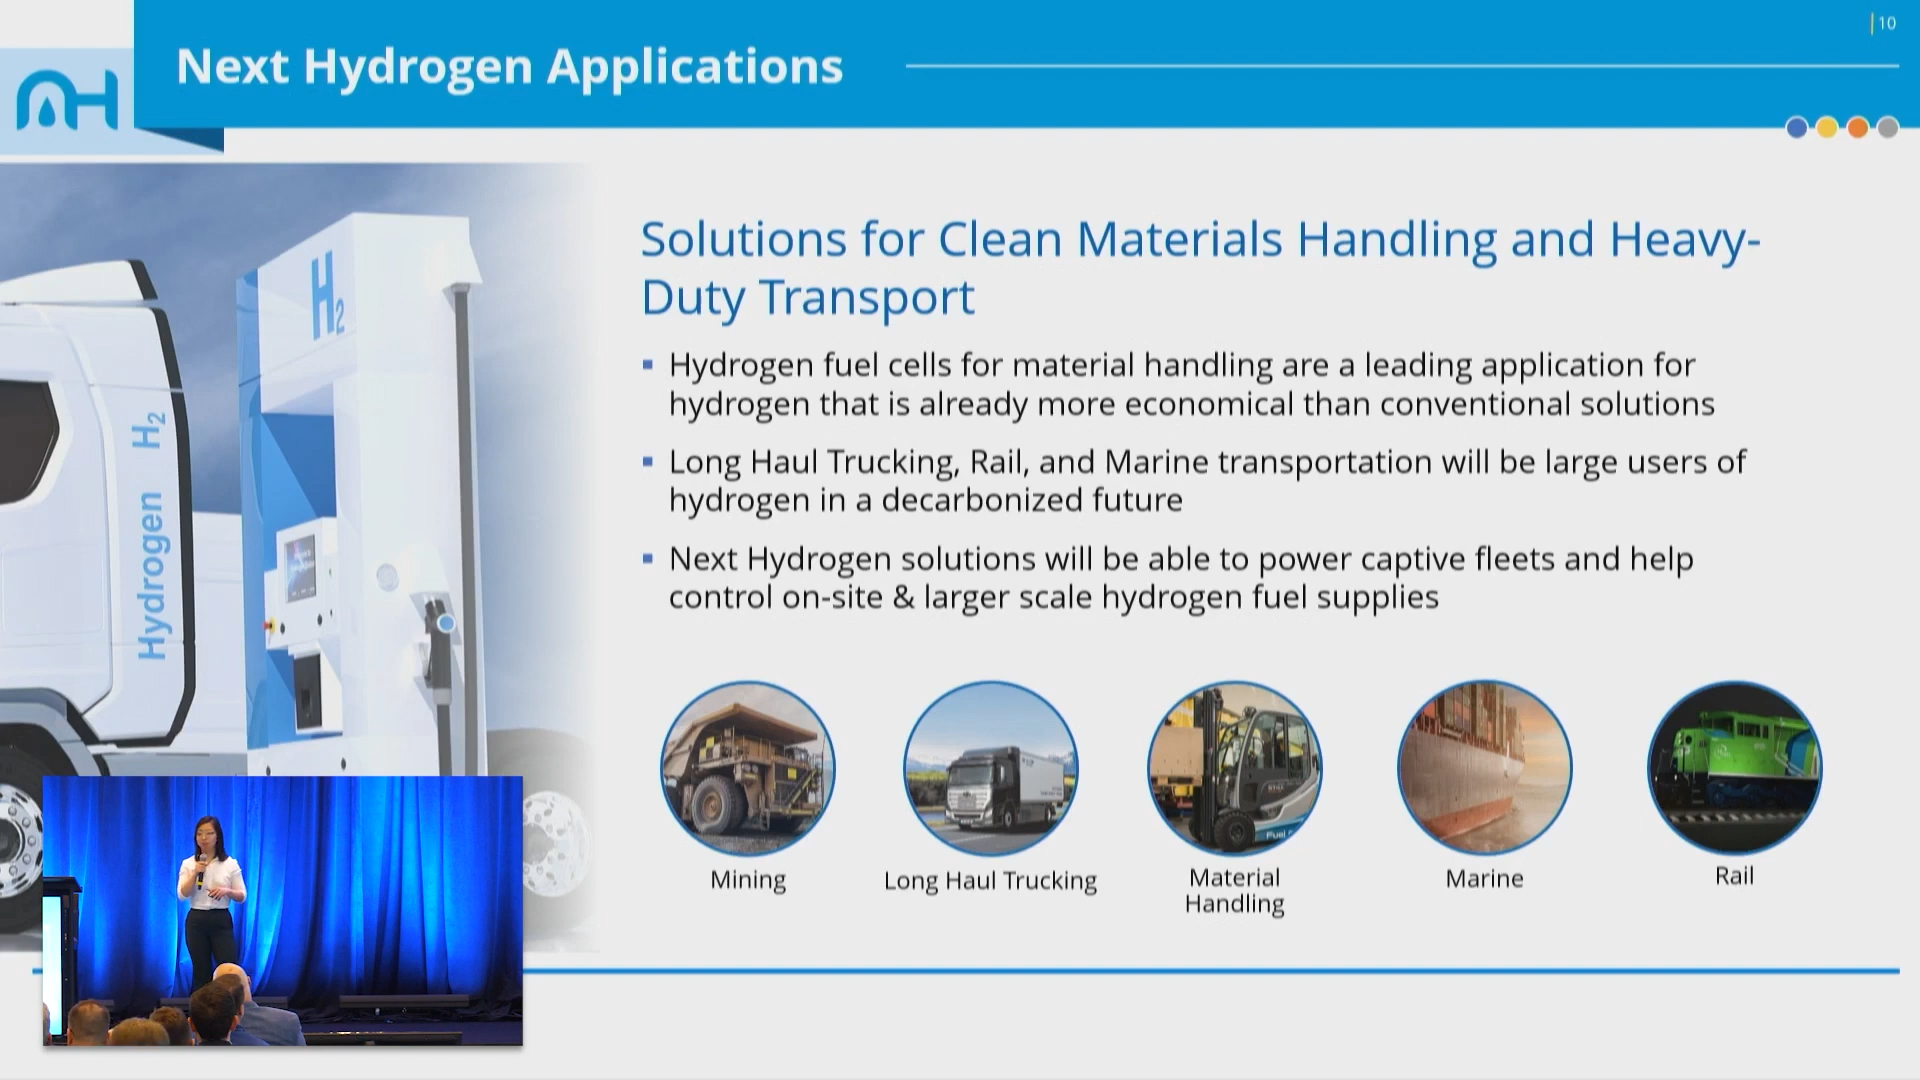 10
Next Hydrogen Applications
H2
Hydrogen H2
Solutions for Clean Materials Handling and Heavy-
Duty Transport
▪ Hydrogen fuel cells for material handling are a leading application for
hydrogen that is already more economical than conventional solutions
▪ Long Haul Trucking, Rail, and Marine transportation will be large users of
hydrogen in a decarbonized future
▪ Next Hydrogen solutions will be able to power captive fleets and help
control on-site & larger scale hydrogen fuel supplies
Mining
Long Haul Trucking
Material
Handling
Marine
Rail